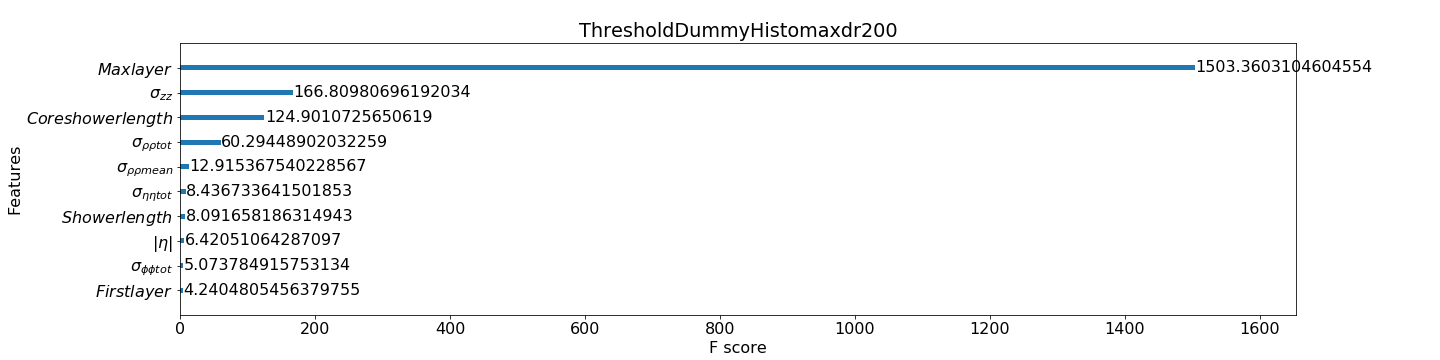 ThresholdDummyHistomaxdr200
Maxlayer 1503.3603104604554
σzz 166.80980696192034
Coreshowerlength 124.9010725650619
σρρtot 60.29448902032259
σρρmean 12.915367540228567
σηηtot 8.436733641501853
Showerlength 8.091658186314943
|η| 6.42051064287097
σϕϕtot 5.073784915753134
Firstlayer 4.2404805456379755
Features
0 200 400 600 800 1000 1200 1400 1600
F score